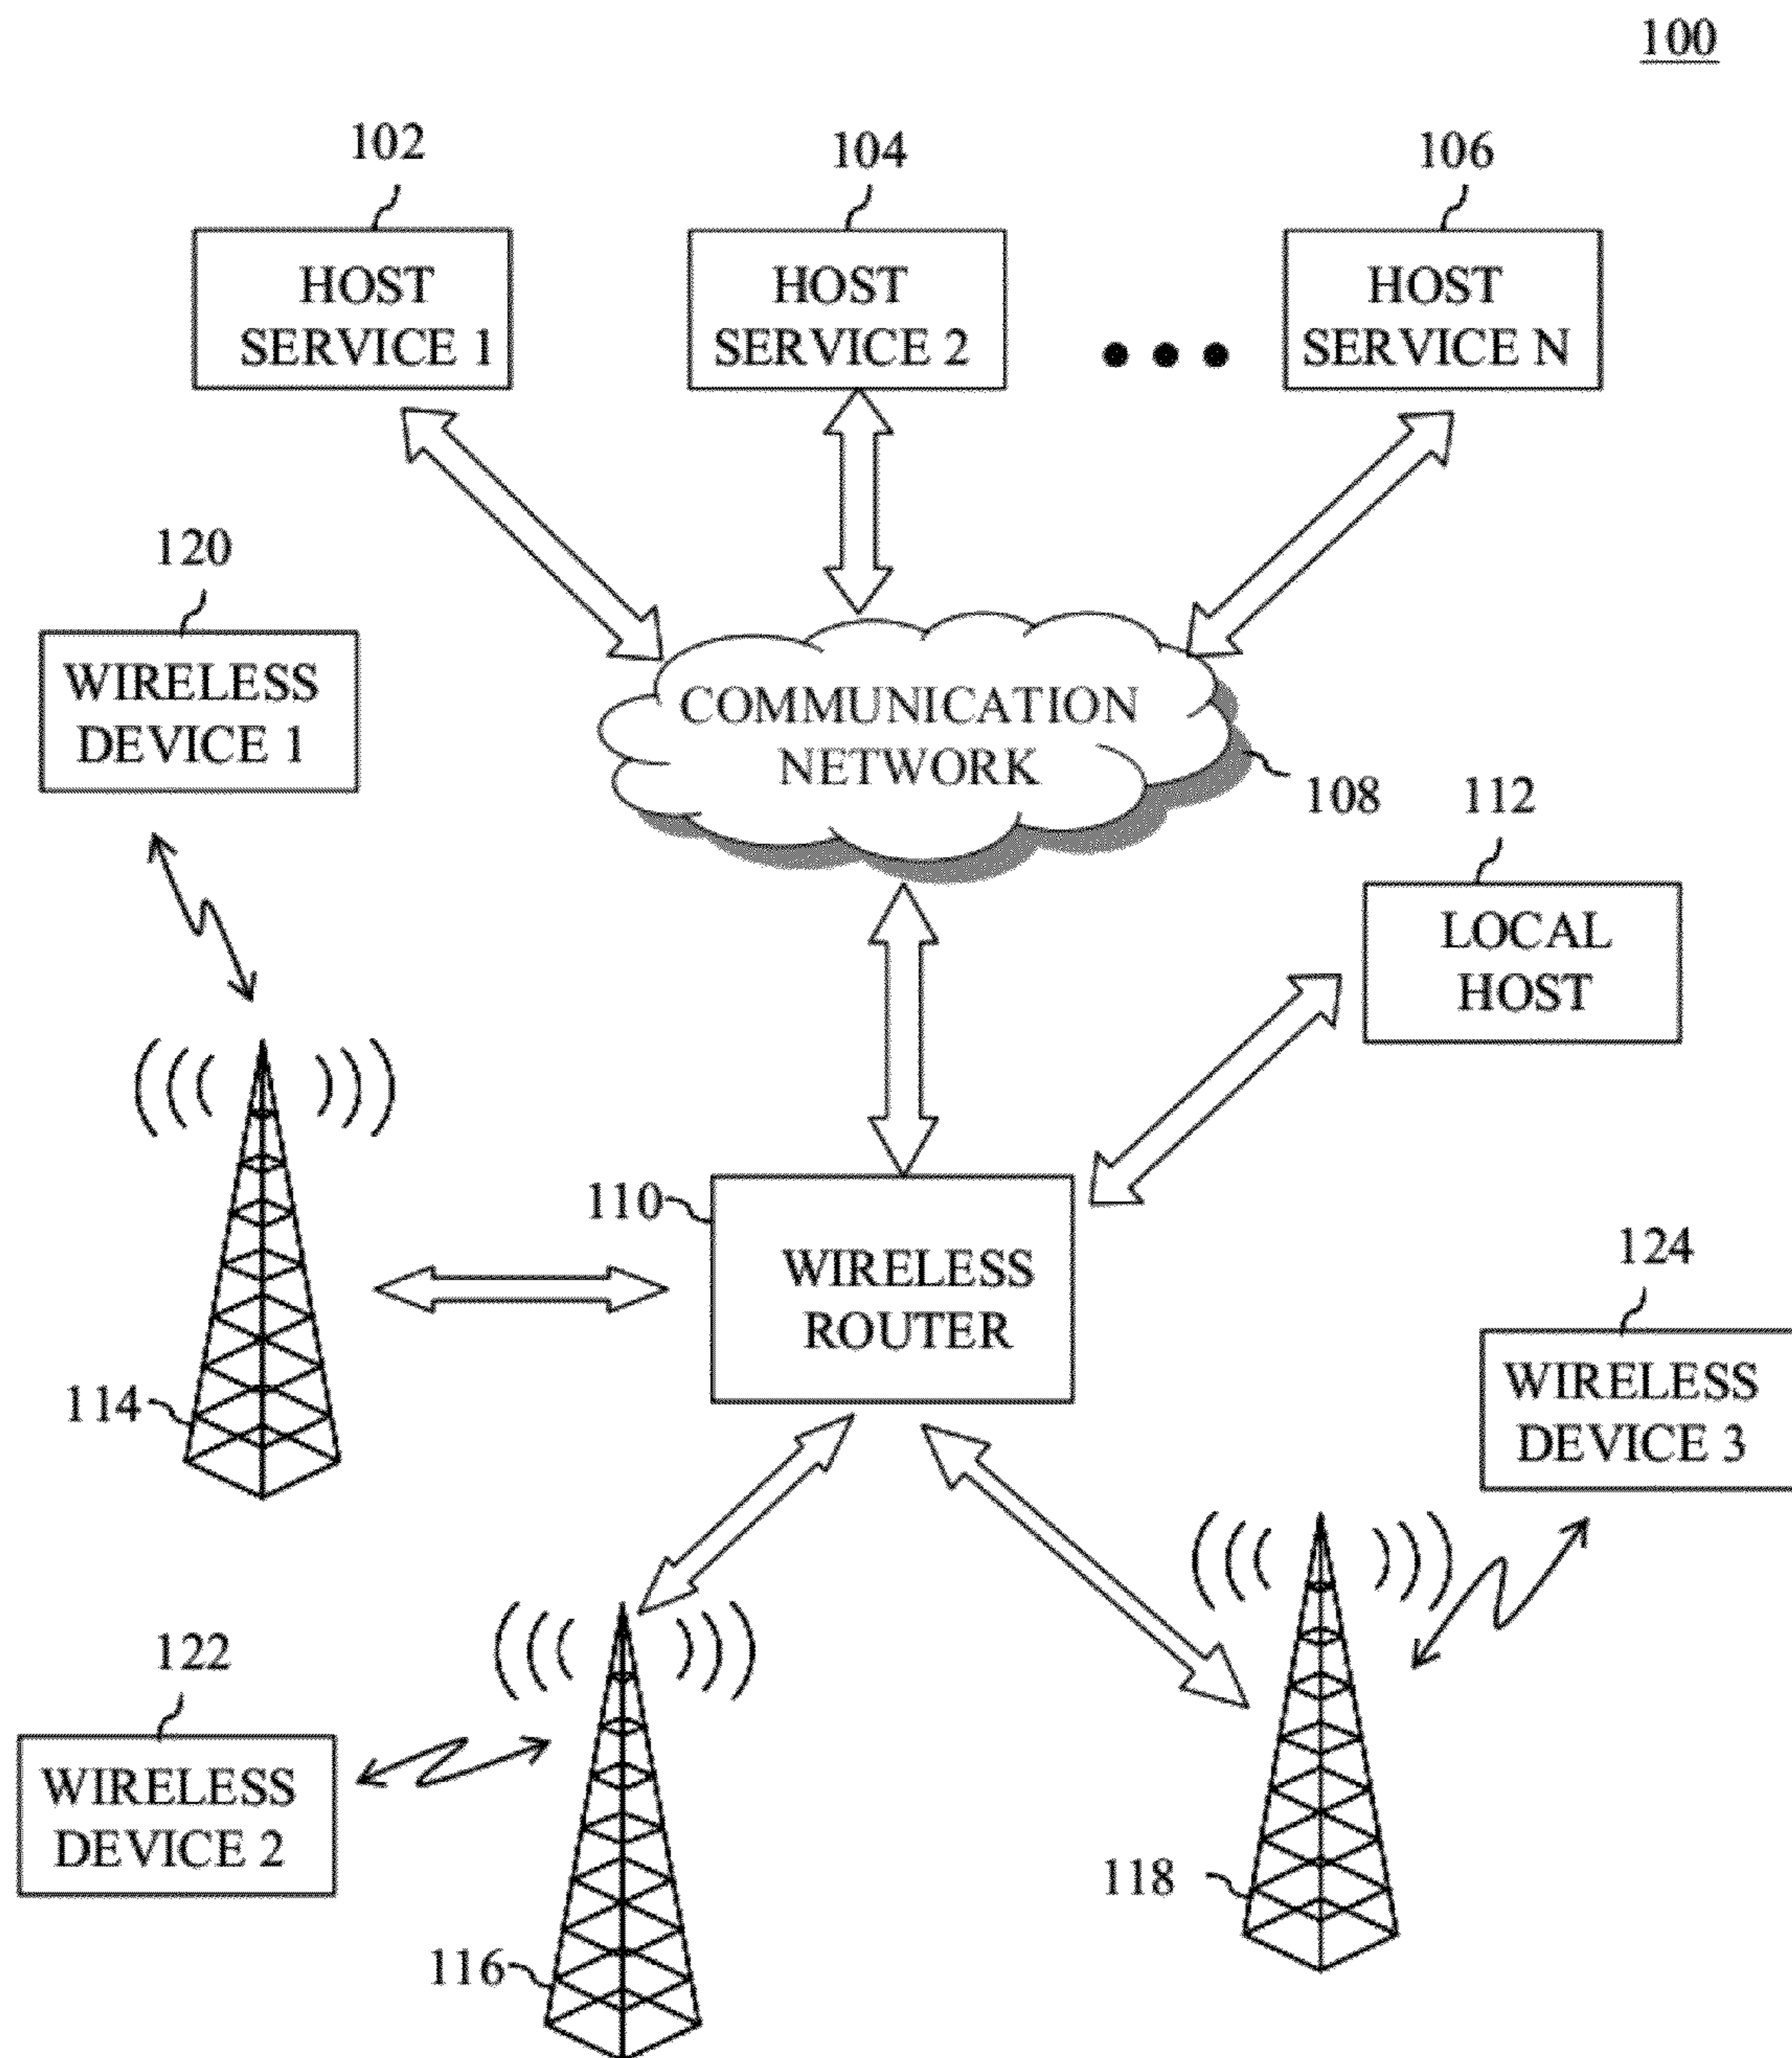 100
102
104
106
HOST
SERVICE 1
HOST
SERVICE 2
HOST
SERVICE N
120
WIRELESS
DEVICE 1
COMMUNICATION
NETWORK
108
112
LOCAL
HOST
110
WIRELESS
ROUTER
124
WIRELESS
DEVICE 3
114
122
WIRELESS
DEVICE 2
118
116